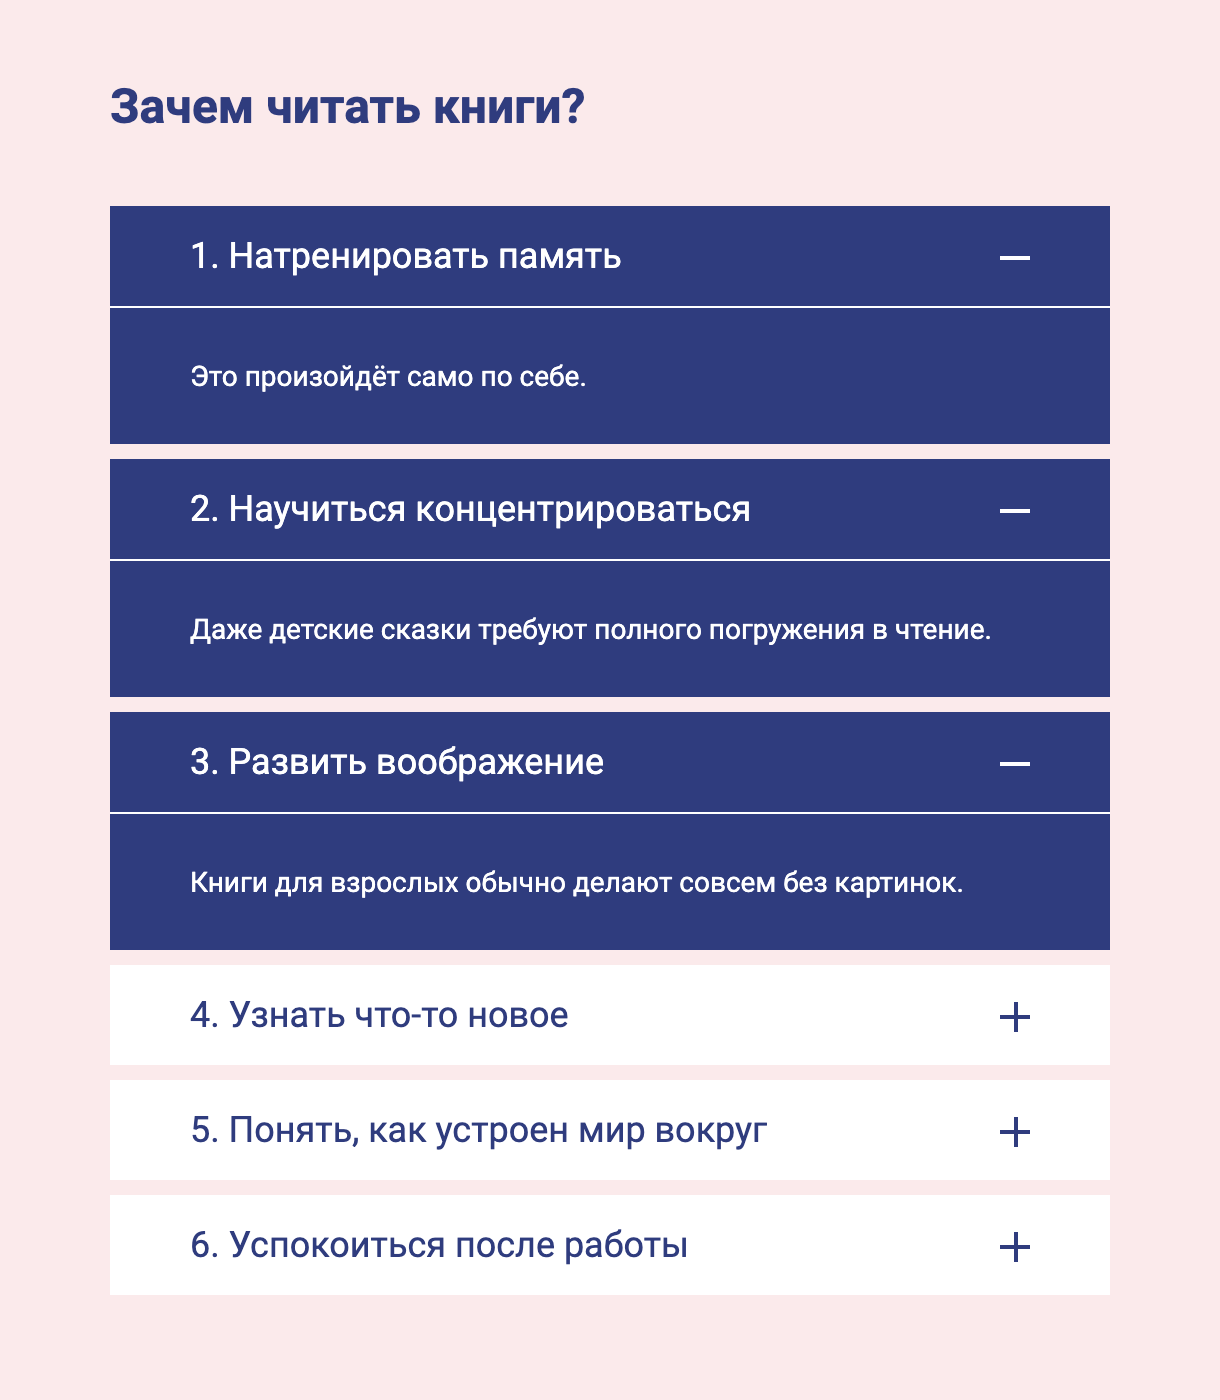 Зачем читать книги?
1. Натренировать память
Это произойдёт само по себе.
2. Научиться концентрироваться
Даже детские сказки требуют полного погружения в чтение.
3. Развить воображение
Книги для взрослых обычно делают совсем без картинок.
4. Узнать что-то новое
5. Понять, как устроен мир вокруг
6. Успокоиться после работы